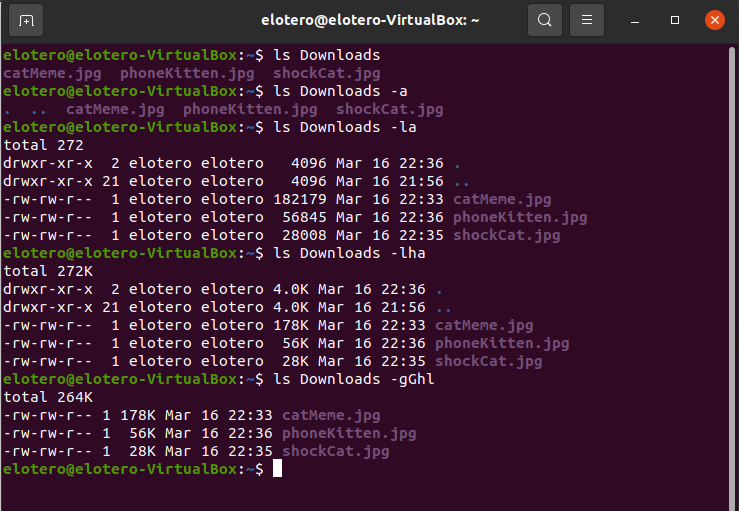 elotero@elotero-VirtualBox: ~
elotero@elotero-VirtualBox:~$ ls Downloads
catMeme.jpg  phoneKitten.jpg  shockCat.jpg
elotero@elotero-VirtualBox:~$ ls Downloads -a
.  ..  catMeme.jpg  phoneKitten.jpg  shockCat.jpg
elotero@elotero-VirtualBox:~$ ls Downloads -la
total 272
drwxr-xr-x  2 elotero elotero   4096 Mar 16 22:36 .
drwxr-xr-x 21 elotero elotero   4096 Mar 16 21:56 ..
-rw-rw-r--  1 elotero elotero 182179 Mar 16 22:33 catMeme.jpg
-rw-rw-r--  1 elotero elotero  56845 Mar 16 22:36 phoneKitten.jpg
-rw-rw-r--  1 elotero elotero  28008 Mar 16 22:35 shockCat.jpg
elotero@elotero-VirtualBox:~$ ls Downloads -lha
total 272K
drwxr-xr-x  2 elotero elotero 4.0K Mar 16 22:36 .
drwxr-xr-x 21 elotero elotero 4.0K Mar 16 21:56 ..
-rw-rw-r--  1 elotero elotero 178K Mar 16 22:33 catMeme.jpg
-rw-rw-r--  1 elotero elotero  56K Mar 16 22:36 phoneKitten.jpg
-rw-rw-r--  1 elotero elotero  28K Mar 16 22:35 shockCat.jpg
elotero@elotero-VirtualBox:~$ ls Downloads -gGhl
total 264K
-rw-rw-r-- 1 178K Mar 16 22:33 catMeme.jpg
-rw-rw-r-- 1  56K Mar 16 22:36 phoneKitten.jpg
-rw-rw-r-- 1  28K Mar 16 22:35 shockCat.jpg
elotero@elotero-VirtualBox:~$